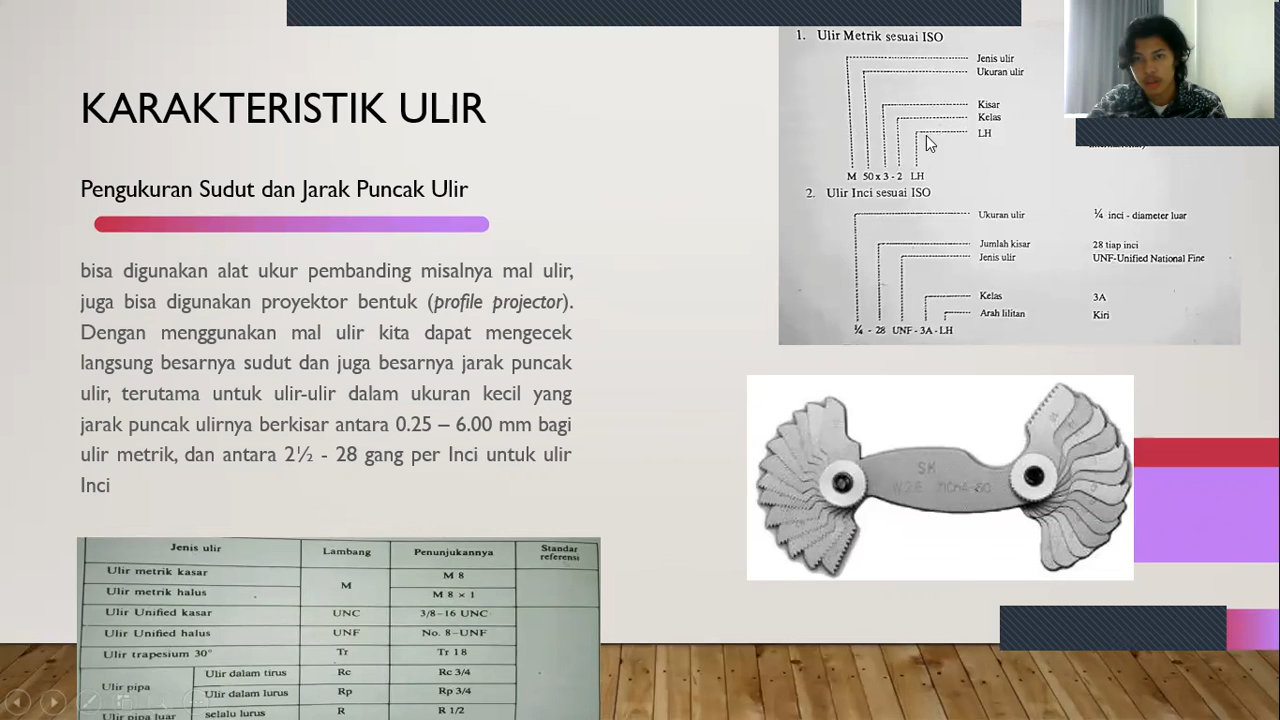 KARAKTERISTIK ULIR
Pengukuran Sudut dan Jarak Puncak Ulir
bisa digunakan alat ukur pembanding misalnya mal ulir,
juga bisa digunakan proyektor bentuk (profile projector).
Dengan menggunakan mal ulir kita dapat mengecek
langsung besarnya sudut dan juga besarnya jarak puncak
ulir, terutama untuk ulir-ulir dalam ukuran kecil yang
jarak puncak ulirnya berkisar antara 0.25 – 6.00 mm bagi
ulir metrik, dan antara 2½ - 28 gang per Inci untuk ulir
Inci
1. Ulir Metrik sesuai ISO
Jenis ulir
Ukuran ulir
Kisar
Kelas
LH
M 50 x 3 - 2 LH
2. Ulir Inci sesuai ISO
Ukuran ulir ¼ inci - diameter luar
Jumlah kisar 28 tiap inci
Jenis ulir UNF-Unified National Fine
Kelas 3A
Arah lilitan Kiri
¼ - 28 UNF - 3A - LH
SK
Jenis ulir Lambang Penunjukannya Standar
referensi
Ulir metrik kasar M M 8
Ulir metrik halus M 8 × 1
Ulir Unified kasar UNC 3/8–16 UNC
Ulir Unified halus UNF No. 8–UNF
Ulir trapesium 30° Tr Tr 18
Ulir pipa Ulir dalam tirus Rc Rc 3/4
Ulir dalam lurus Rp Rp 3/4
Ulir pipa luar selalu lurus R R 1/2